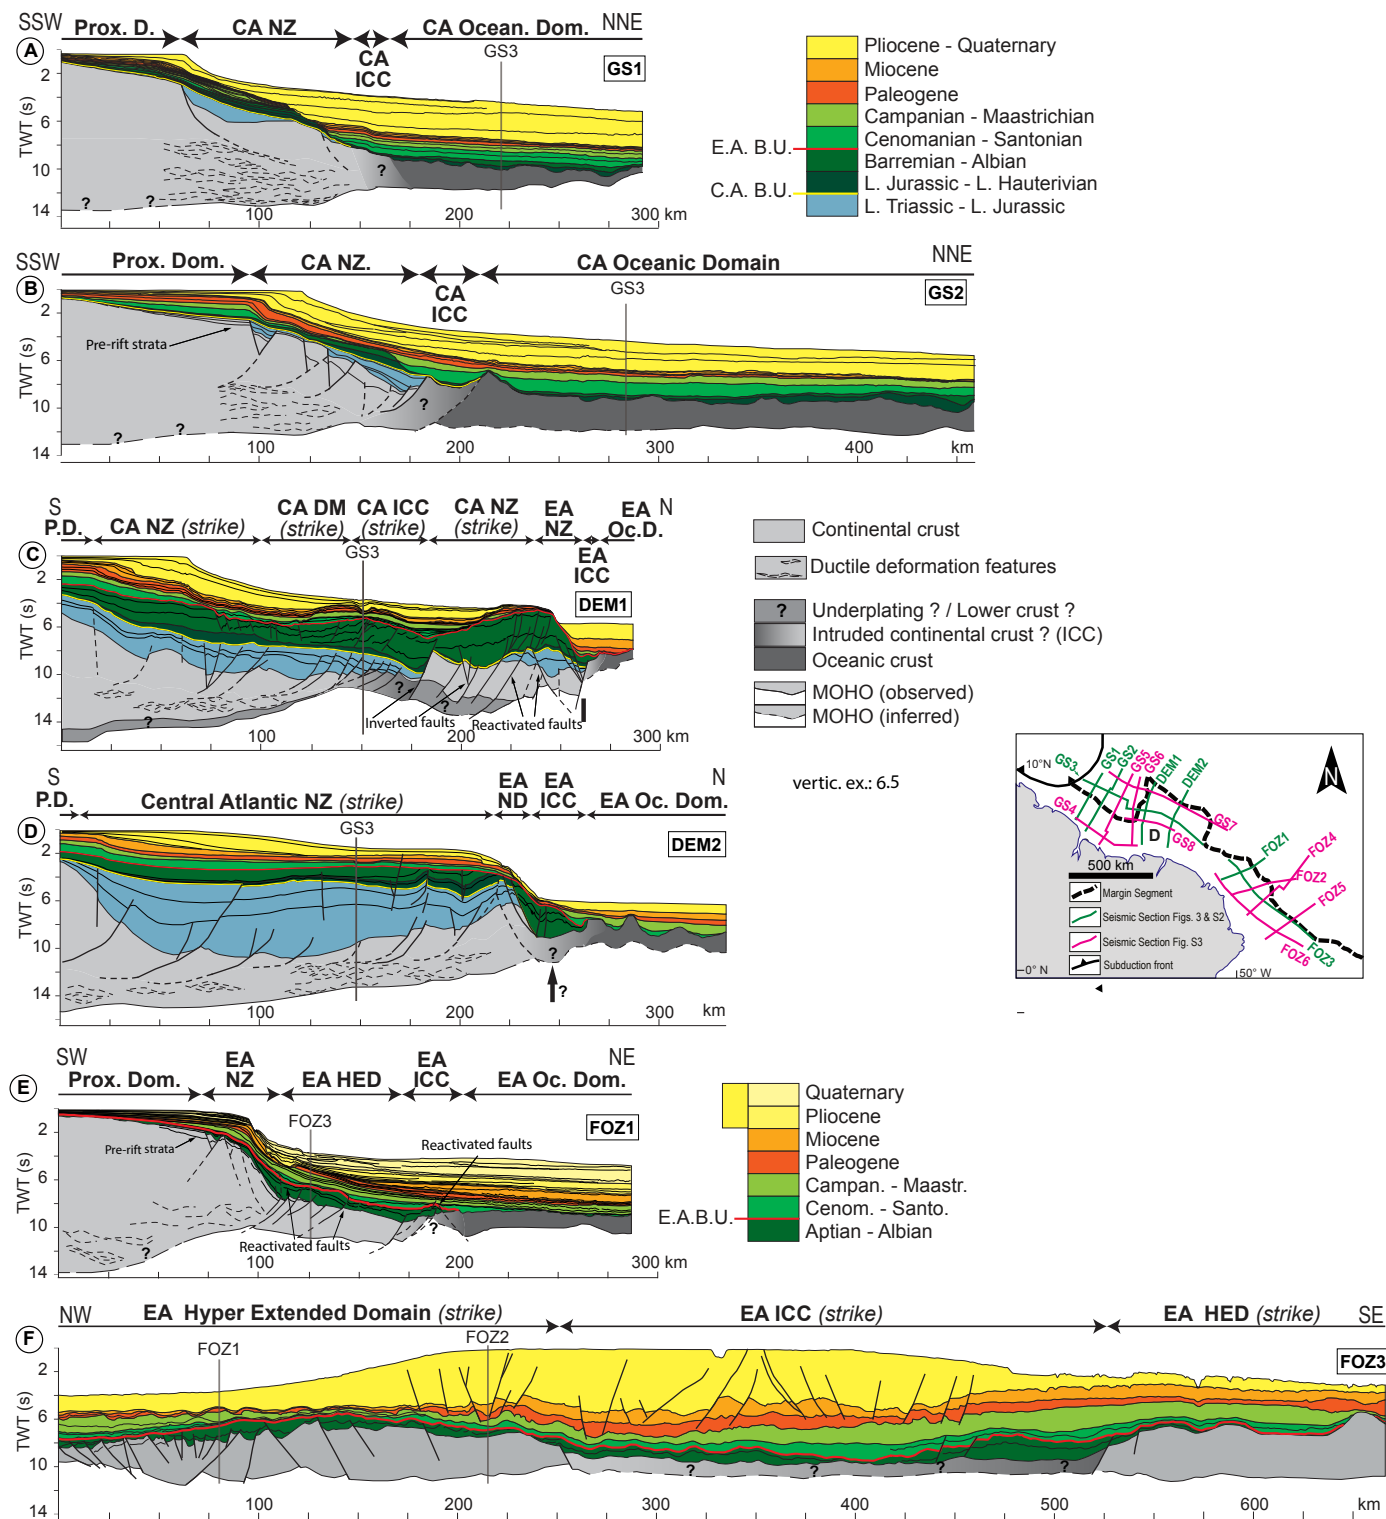 SSW
Prox. D.
CA NZ
CA Ocean. Dom.
NNE
A
CA
ICC
GS3
GS1
TWT (s)
2
6
10
14
?
?
?
100
200
300 km
Pliocene - Quaternary
Miocene
Paleogene
Campanian - Maastrichian
Cenomanian - Santonian
E.A. B.U.
Barremian - Albian
L. Jurassic - L. Hauterivian
C.A. B.U.
L. Triassic - L. Jurassic
SSW
Prox. Dom.
CA NZ.
CA Oceanic Domain
NNE
B
CA
ICC
GS3
GS2
Pre-rift strata
TWT (s)
2
6
10
14
?
?
?
100
200
300
400
km
S
P.D.
CA NZ (strike)
CA DM
(strike)
CA ICC
(strike)
CA NZ
(strike)
EA
NZ
EA
Oc.D.
N
C
GS3
EA
ICC
DEM1
TWT (s)
2
6
10
14
?
?
?
Inverted faults
Reactivated faults
100
200
300 km
Continental crust
Ductile deformation features
?
Underplating ? / Lower crust ?
Intruded continental crust ? (ICC)
Oceanic crust
MOHO (observed)
MOHO (inferred)
vertic. ex.: 6.5
S
P.D.
Central Atlantic NZ (strike)
EA
ND
EA
ICC
EA Oc. Dom.
N
D
GS3
DEM2
TWT (s)
2
6
10
14
?
?
100
200
300
km
10°N
GS3
GS1
GS2
GS5
GS6
DEM1
DEM2
GS4
GS7
GS8
D
N
FOZ1
FOZ4
FOZ2
FOZ5
FOZ6
FOZ3
500 km
Margin Segment
Seismic Section Figs. 3 & S2
Seismic Section Fig. S3
Subduction front
0° N
50° W
SW
Prox. Dom.
EA
NZ
EA HED
EA
ICC
EA Oc. Dom.
NE
E
FOZ3
FOZ1
Reactivated faults
Pre-rift strata
TWT (s)
2
6
10
14
?
?
Reactivated faults
100
200
300 km
Quaternary
Pliocene
Miocene
Paleogene
Campan. - Maastr.
Cenom. - Santo.
E.A.B.U.
Aptian - Albian
NW
EA Hyper Extended Domain (strike)
EA ICC (strike)
EA HED (strike)
SE
F
FOZ1
FOZ2
FOZ3
TWT (s)
2
6
10
14
?
?
?
?
100
200
300
400
500
600
km